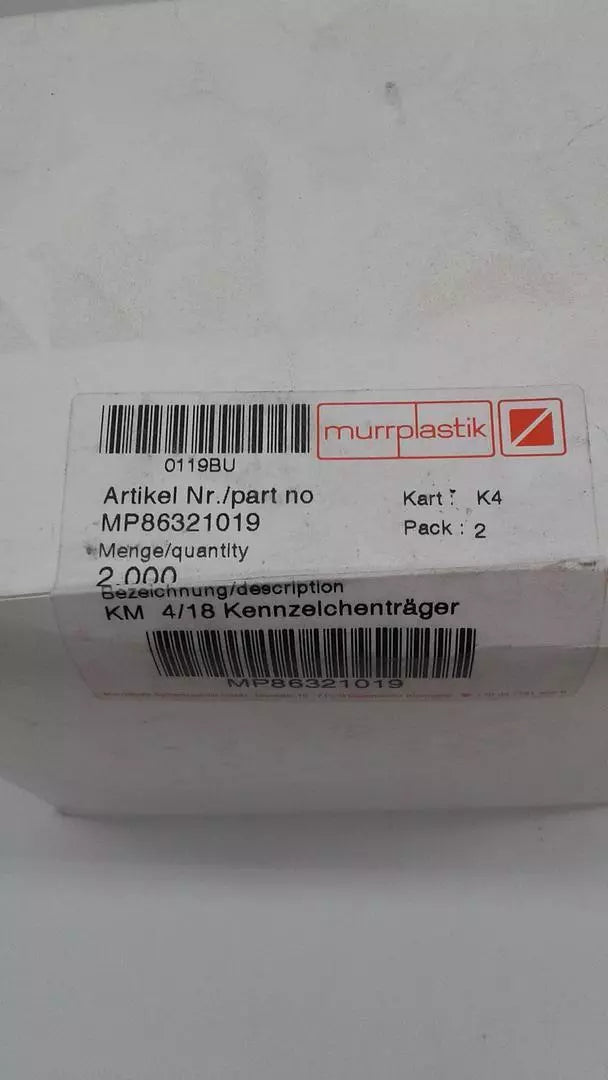 murrplastik
0119BU
Artikel Nr./part no
MP86321019
Kart: K4
Pack: 2
Menge/quantity
2.000
Bezeichnung/description
KM 4/18 Kennzeichenträger
MP86321019